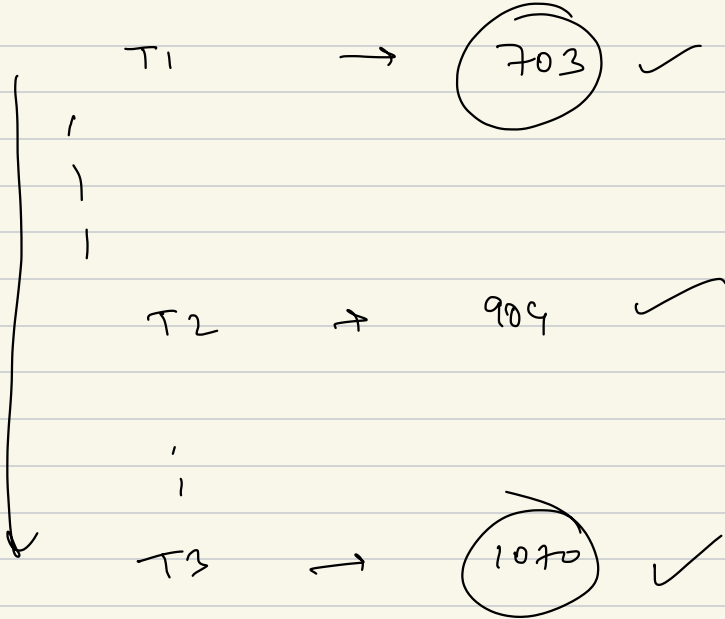 T1 → 703 ✓
T2 → 904 ✓
T3 → 1070 ✓